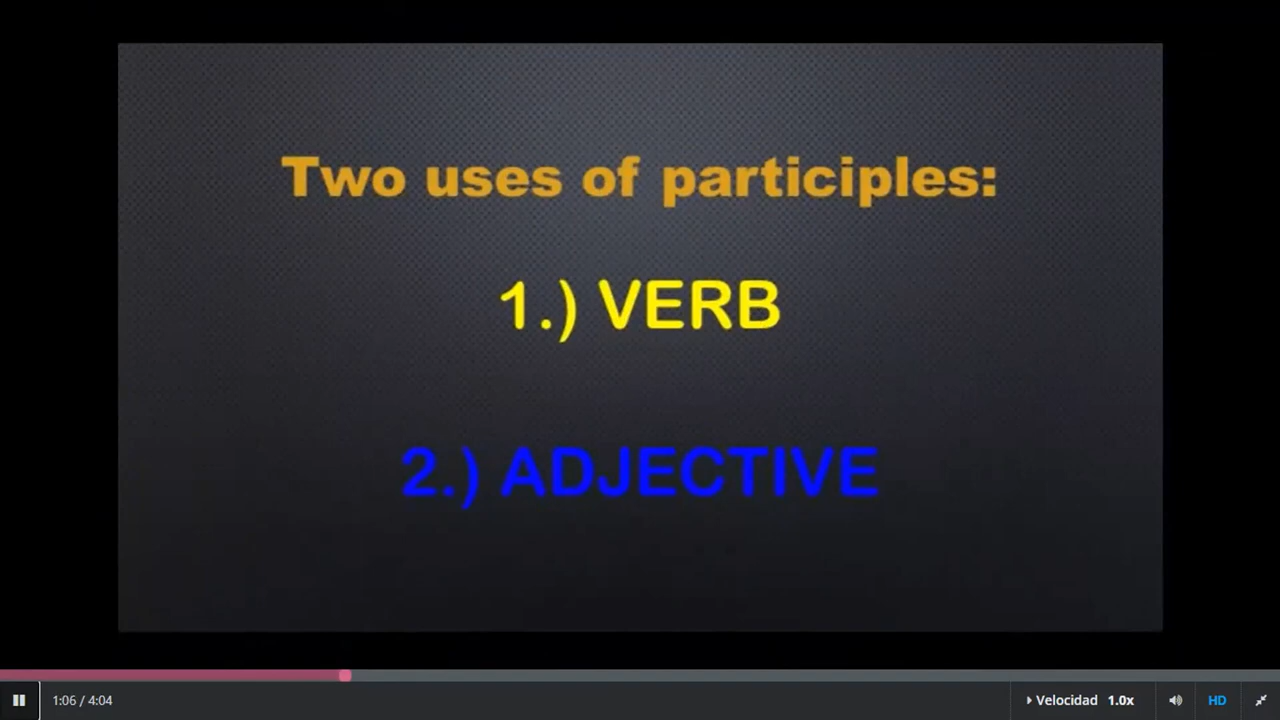 Two uses of participles:
1.) VERB
2.) ADJECTIVE
1:06 / 4:04
Velocidad 1.0x
HD